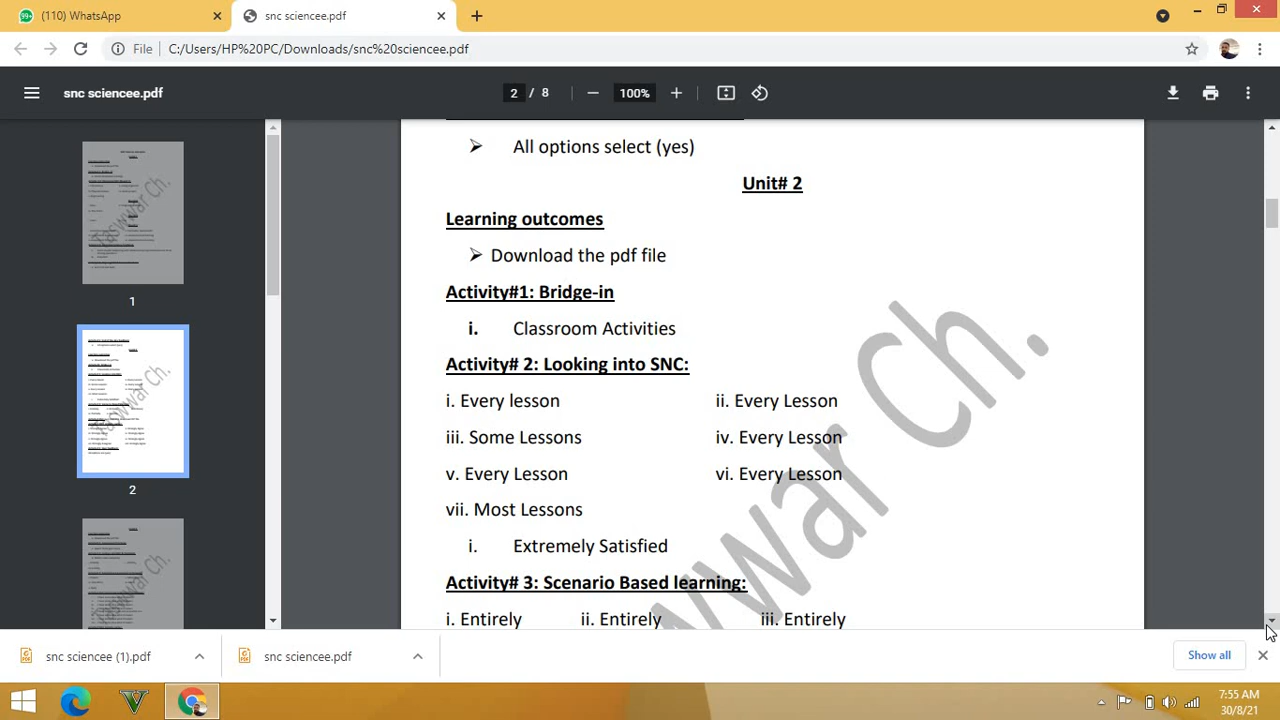 99+ (110) WhatsApp × snc sciencee.pdf × +
File C:/Users/HP%20PC/Downloads/snc%20sciencee.pdf
snc sciencee.pdf 2 / 8 − 100% +
1
2
➢ All options select (yes)
Unit# 2
Learning outcomes
➢ Download the pdf file
Activity#1: Bridge-in
i. Classroom Activities
Activity# 2: Looking into SNC:
i. Every lesson ii. Every Lesson
iii. Some Lessons iv. Every Lesson
v. Every Lesson vi. Every Lesson
vii. Most Lessons
i. Extremely Satisfied
Activity# 3: Scenario Based learning:
i. Entirely ii. Entirely iii. Entirely
war Ch.
snc sciencee (1).pdf snc sciencee.pdf Show all
7:55 AM
30/8/21